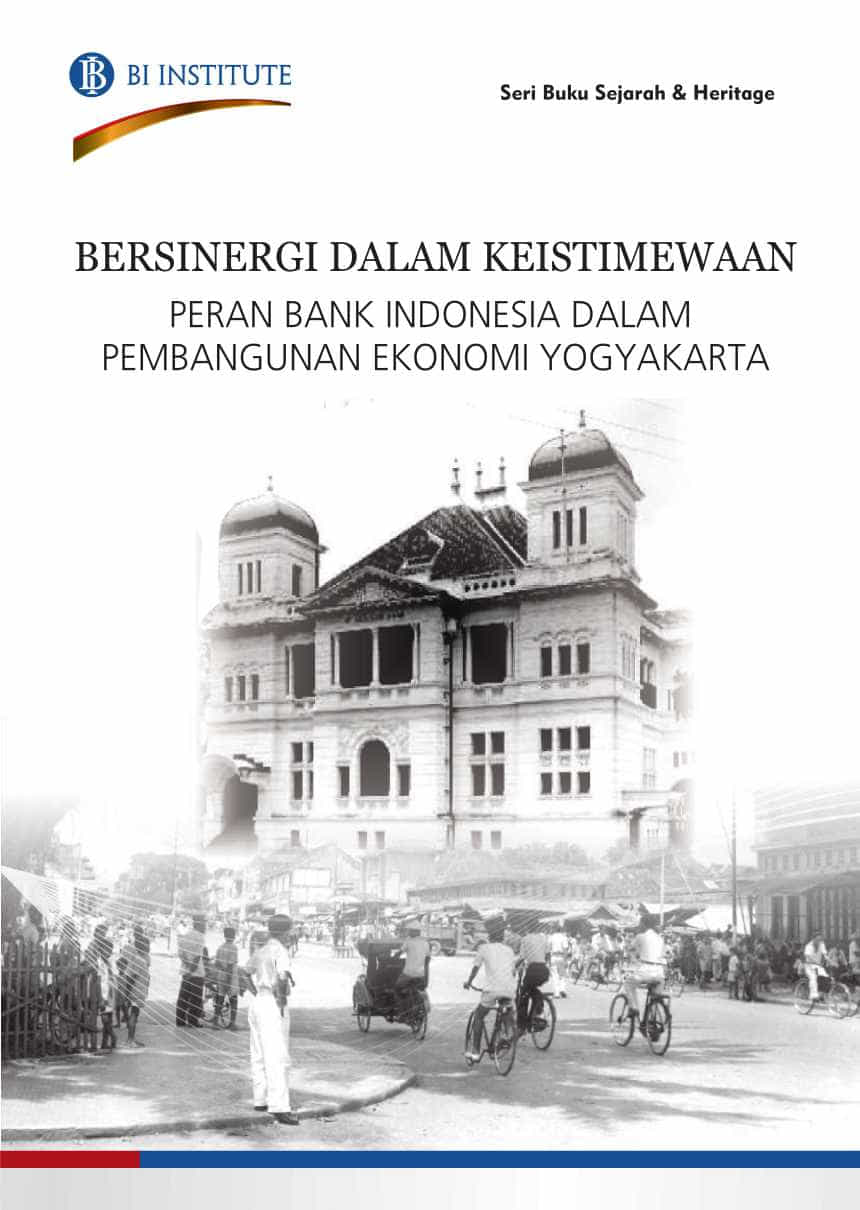 BI INSTITUTE
Seri Buku Sejarah & Heritage
BERSINERGI DALAM KEISTIMEWAAN
PERAN BANK INDONESIA DALAM
PEMBANGUNAN EKONOMI YOGYAKARTA